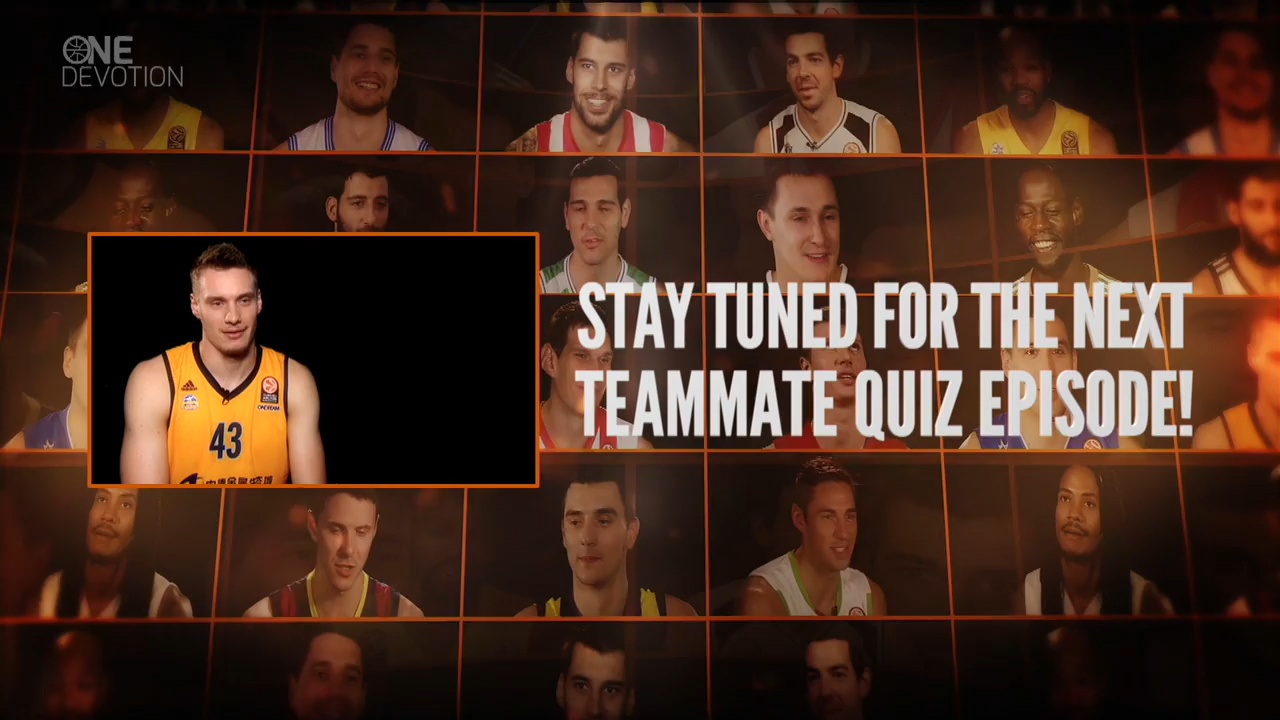 ONE
DEVOTION
STAY TUNED FOR THE NEXT
TEAMMATE QUIZ EPISODE!
43